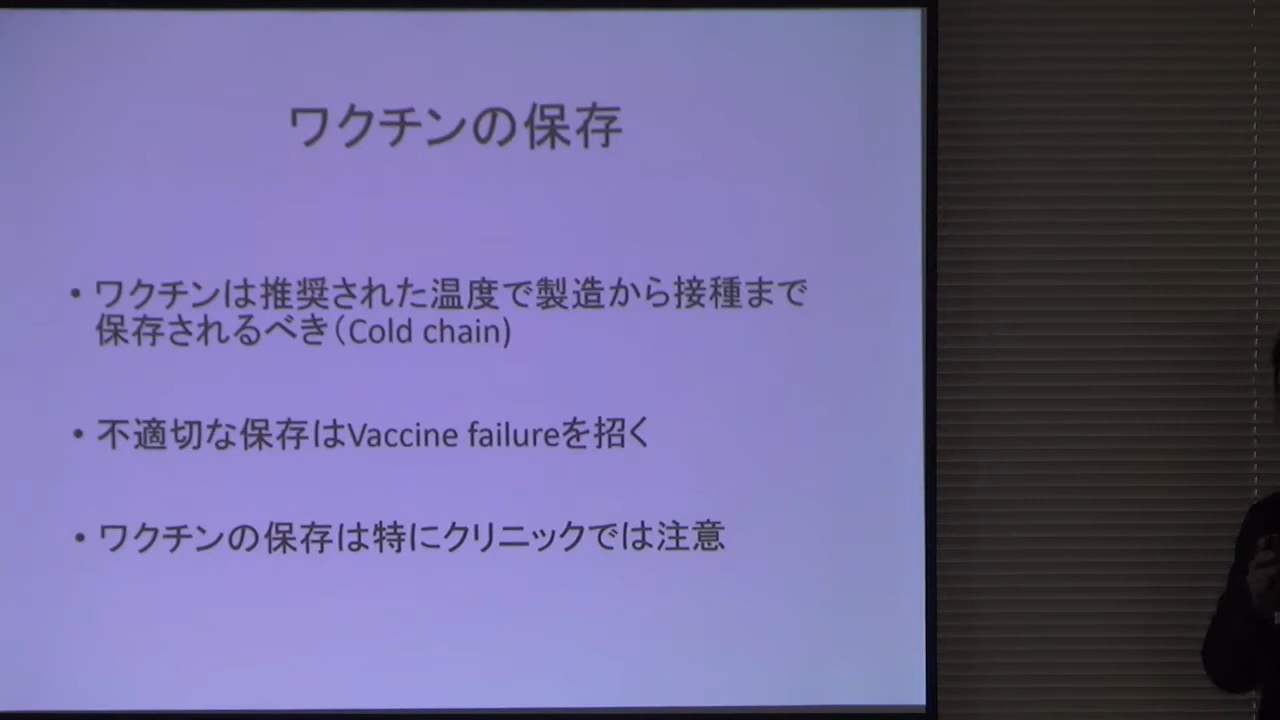 ワクチンの保存
• ワクチンは推奨された温度で製造から接種まで
保存されるべき(Cold chain)
• 不適切な保存はVaccine failureを招く
• ワクチンの保存は特にクリニックでは注意